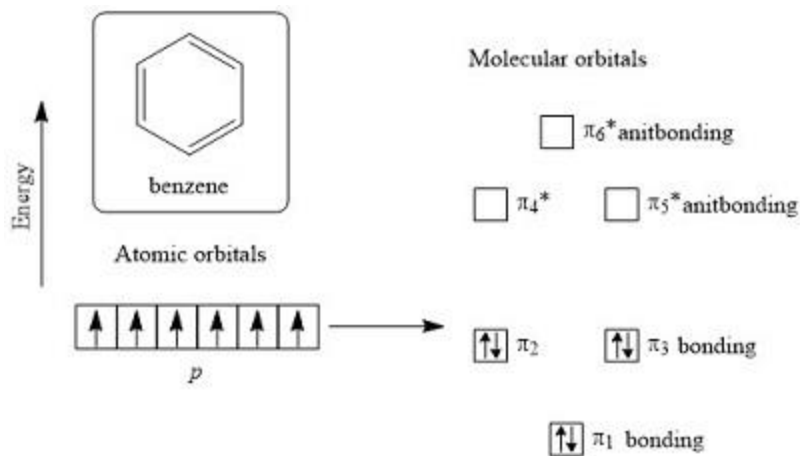 Molecular orbitals
π6* anitbonding
benzene
π4*
π5* anitbonding
Energy
Atomic orbitals
π2
π3 bonding
p
π1 bonding